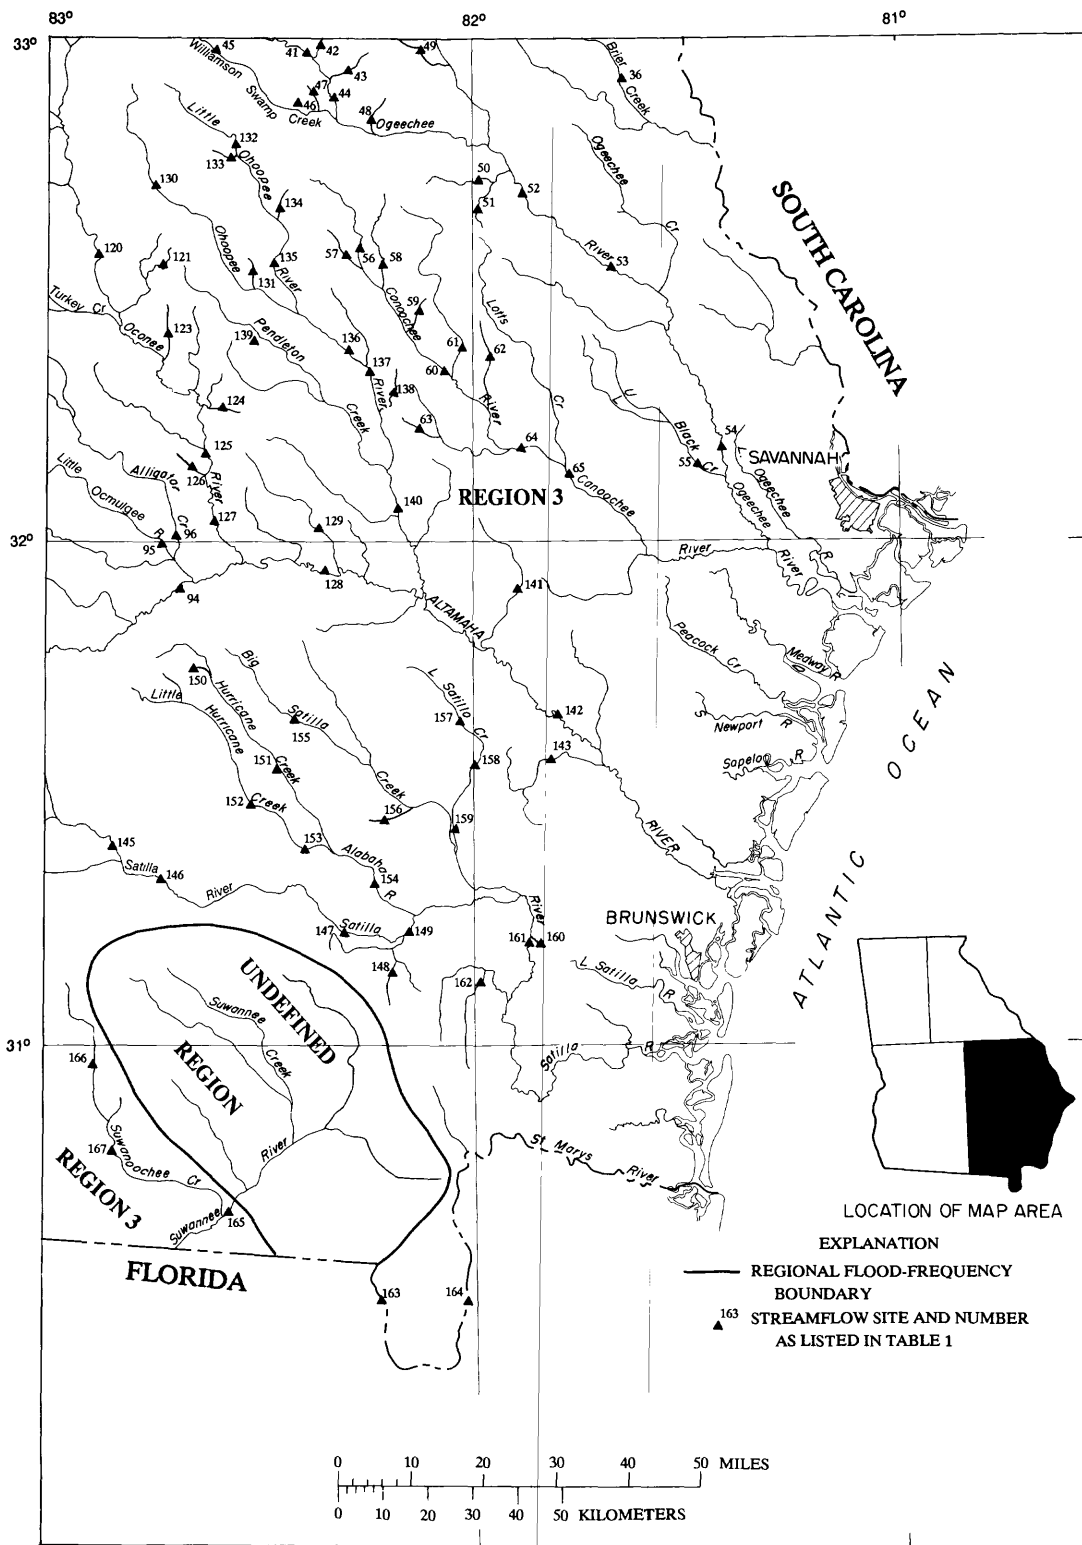 83° 82° 81°
33°
45
41
42
49
Williamson Swamp Creek
43
47
44
46
48
Ogeechee
Brier Creek
36
Little Ohoopee River
132
133
130
134
50
51
52
Ogeechee Cr
River
53
SOUTH CAROLINA
120
121
Ohoopee
135
131
57
56
58
Canoochee
59
Lotts
Turkey Cr
Oconee
123
139
Pendleton Creek
136
137
River
138
61
60
62
River
Cr
124
63
64
U
L
Black Cr
54
55
SAVANNAH
L Ogeechee R
Ogeechee River
125
Alligator Cr
126
River
127
Little Ocmulgee R
96
95
REGION 3
65
Canoochee River
140
129
32°
94
128
ALTAMAHA
141
Peacock Cr
Medway R
150
Big Satilla Creek
Little Hurricane Creek
Hurricane Creek
155
L Satilla Cr
157
142
143
S Newport R
Sapelo R
OCEAN
151
158
152
156
159
RIVER
153
145
Satilla River
146
Alabaha R
154
ATLANTIC
147
Satilla
149
River
161
160
BRUNSWICK
148
162
L Satilla R
UNDEFINED REGION
Suwannee Creek
31°
Satilla R
166
River
St Marys River
167
Suwanoochee Cr
REGION 3
Suwannee
165
FLORIDA
163
164
LOCATION OF MAP AREA
EXPLANATION
REGIONAL FLOOD-FREQUENCY
BOUNDARY
163 STREAMFLOW SITE AND NUMBER
AS LISTED IN TABLE 1
0 10 20 30 40 50 MILES
0 10 20 30 40 50 KILOMETERS